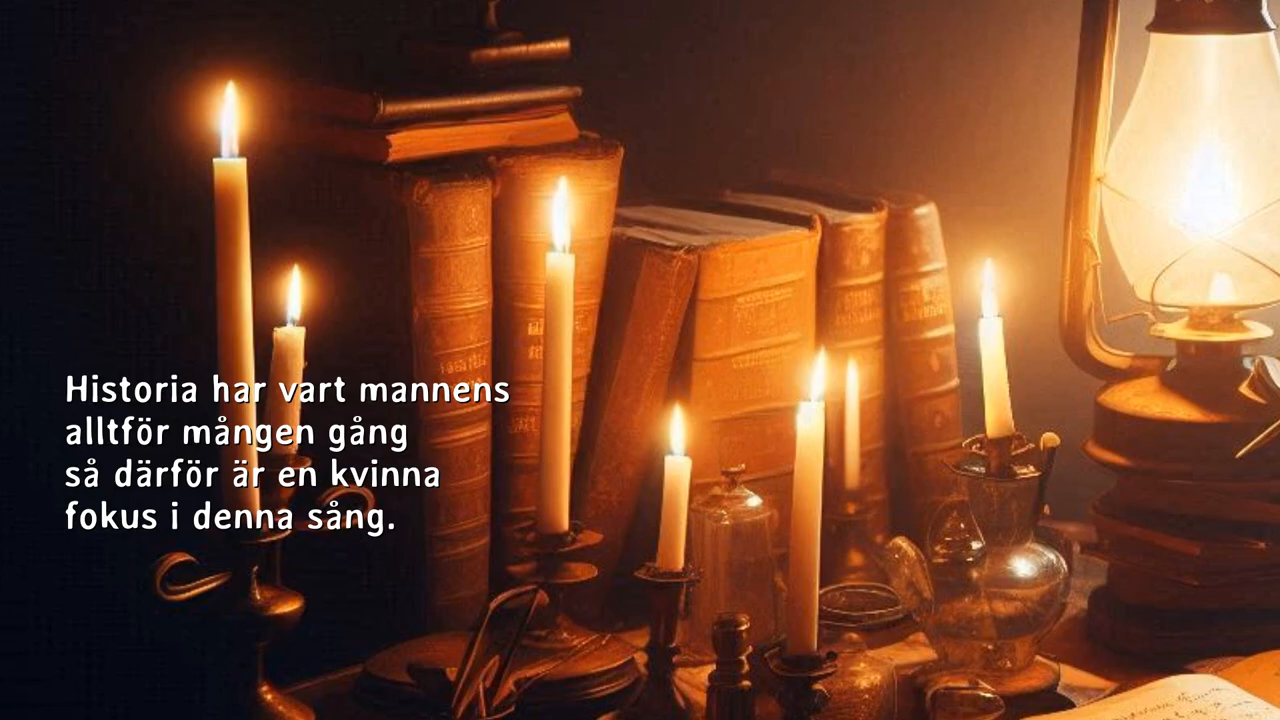 Historia har vart mannens
alltför mången gång
så därför är en kvinna
fokus i denna sång.